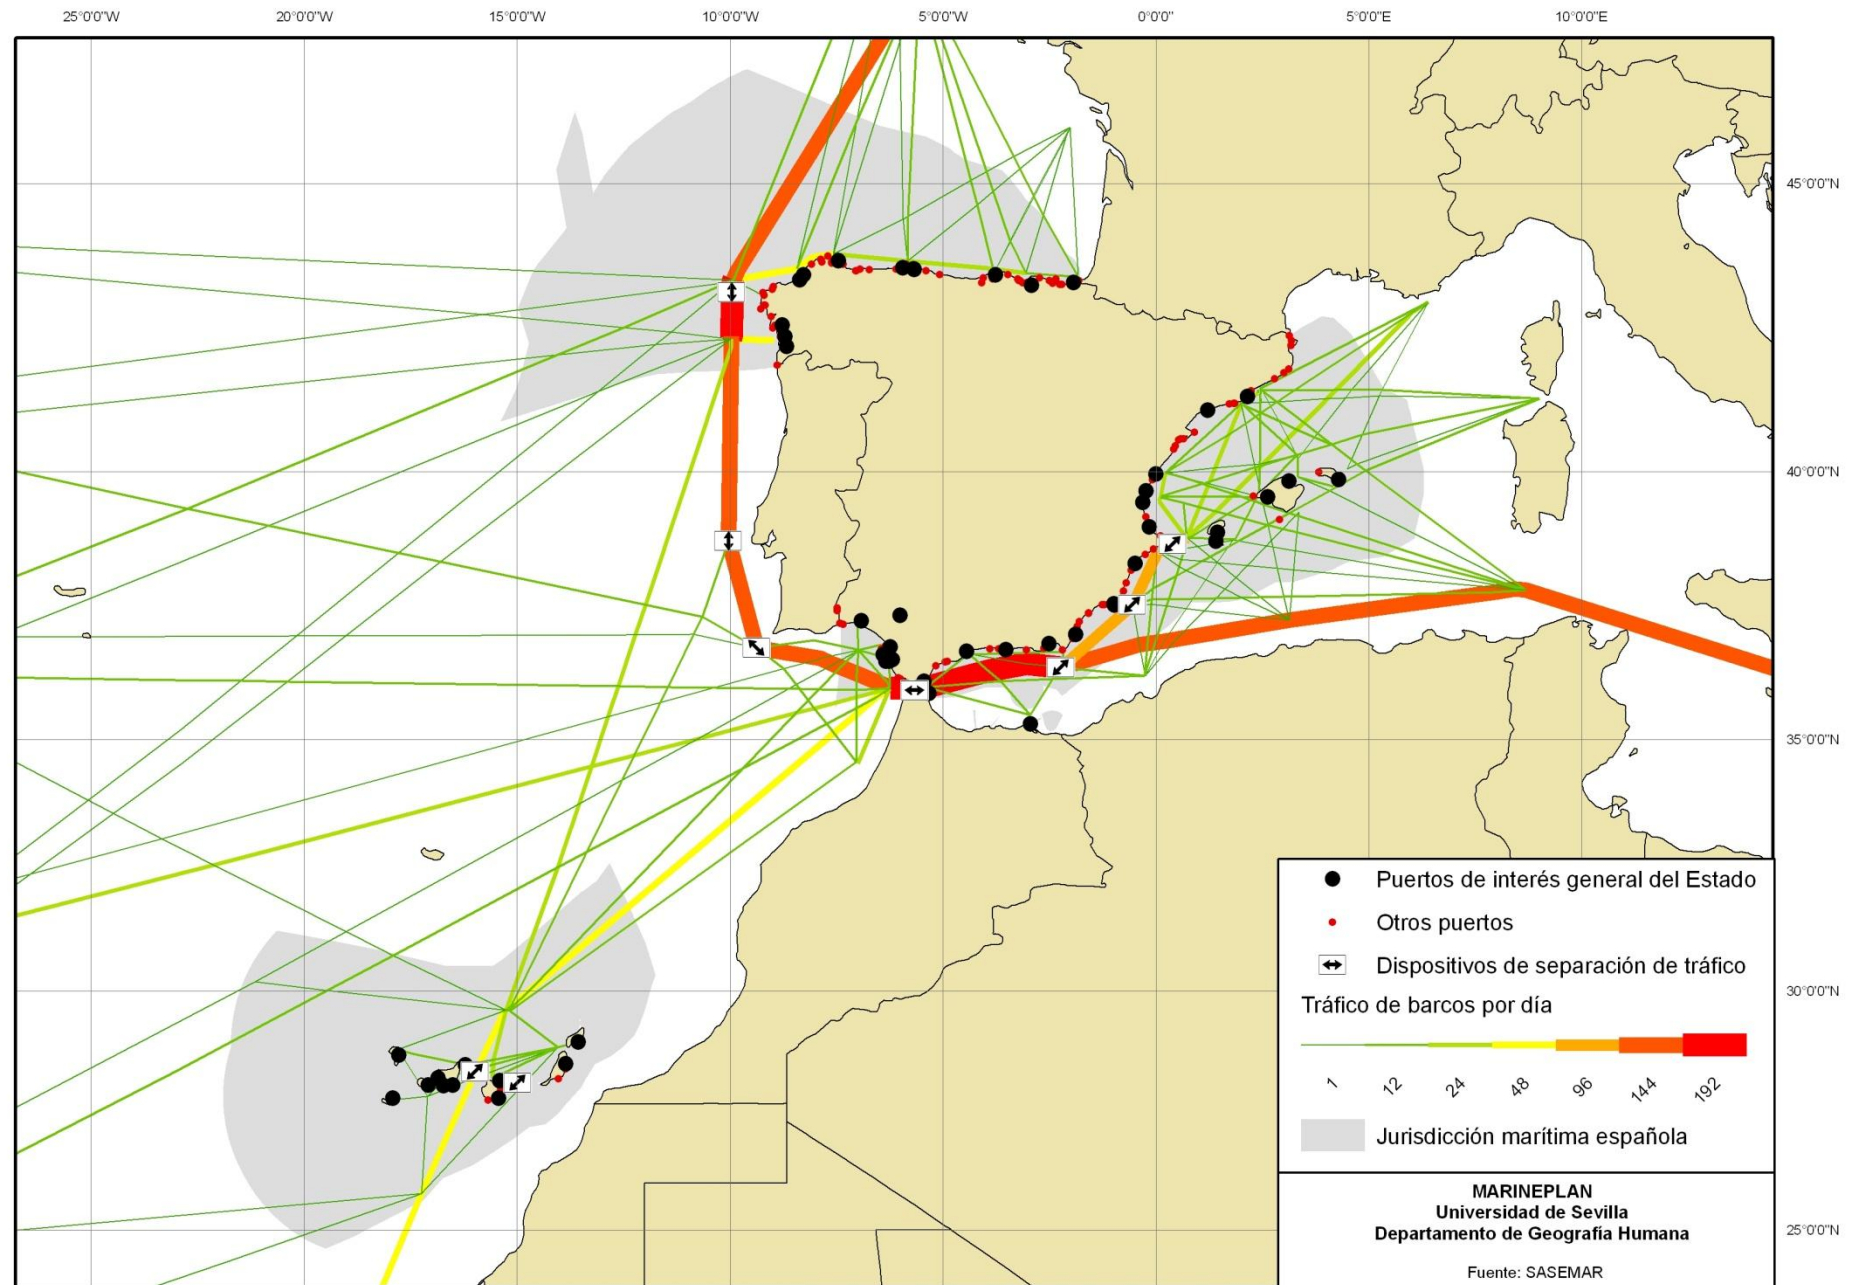 25°0'0"W 20°0'0"W 15°0'0"W 10°0'0"W 5°0'0"W 0°0'0" 5°0'0"E 10°0'0"E
45°0'0"N
40°0'0"N
35°0'0"N
30°0'0"N
25°0'0"N
Puertos de interés general del Estado
Otros puertos
Dispositivos de separación de tráfico
Tráfico de barcos por día
1 12 24 48 96 144 192
Jurisdicción marítima española
MARINEPLAN
Universidad de Sevilla
Departamento de Geografía Humana
Fuente: SASEMAR